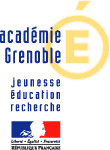 académie
Grenoble
é
jeunesse
éducation
recherche
Liberté • Égalité • Fraternité
RÉPUBLIQUE FRANÇAISE